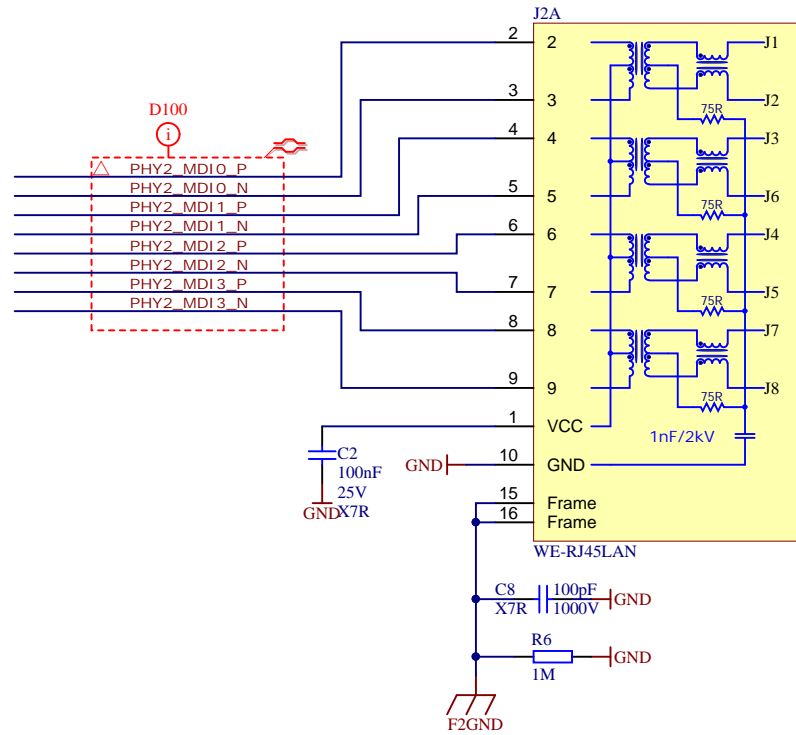 J2A
2 2 J1
D100
i
3 3 J2
75R
4 4 J3
PHY2_MDI0_P
PHY2_MDI0_N
5 5 J6
PHY2_MDI1_P
75R
PHY2_MDI1_N
6 6 J4
PHY2_MDI2_P
PHY2_MDI2_N
PHY2_MDI3_P
7 7 J5
PHY2_MDI3_N
75R
8 8 J7
9 9 J8
75R
1 VCC
1nF/2kV
C2
100nF
25V
X7R
GND
GND 10 GND
15 Frame
16 Frame
WE-RJ45LAN
C8 100pF
X7R 1000V
GND
R6
1M
GND
F2GND